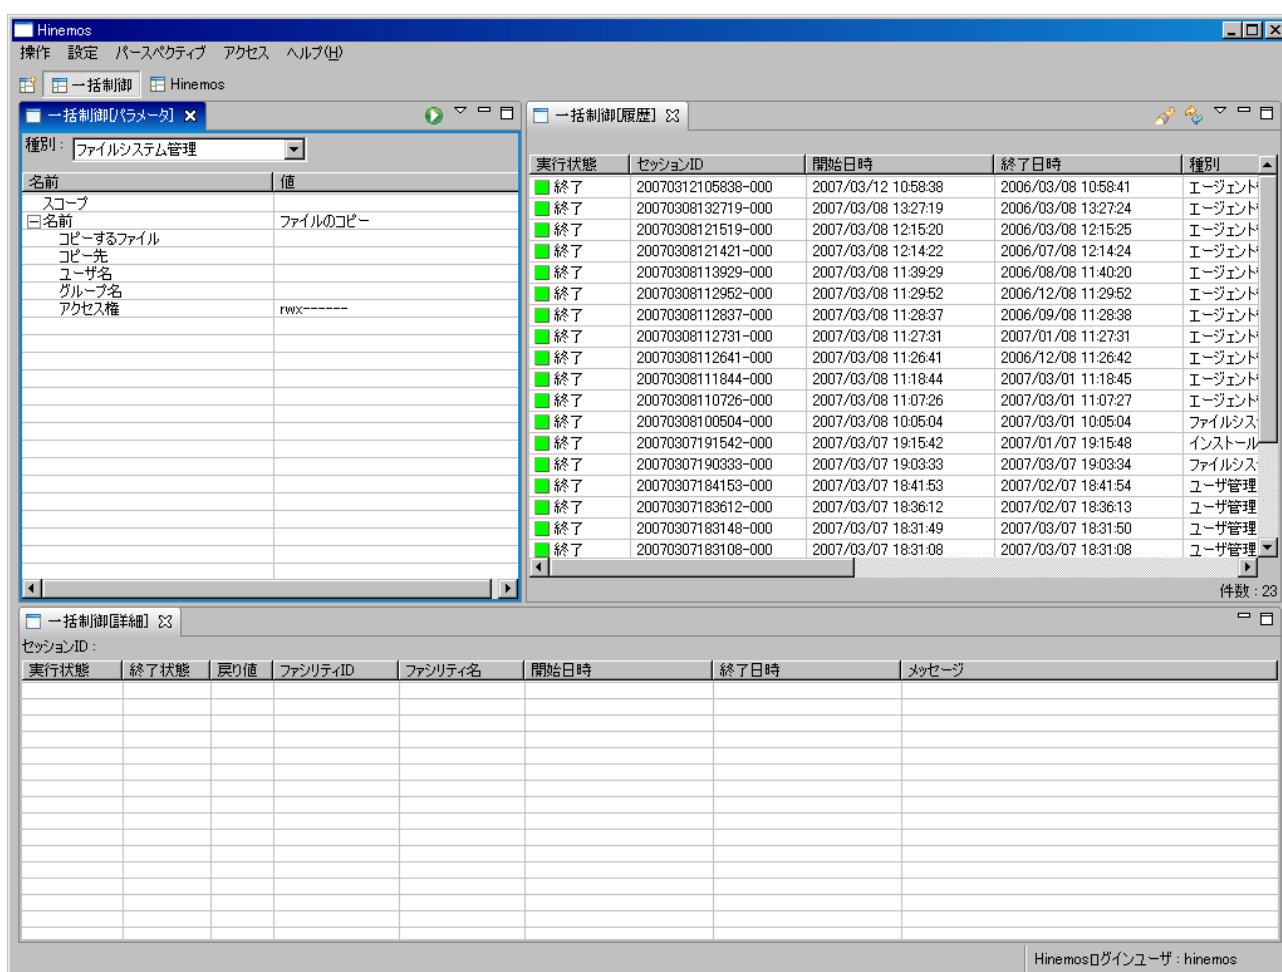 Hinemos
操作 設定 パースペクティブ アクセス ヘルプ(H)
一括制御 Hinemos
一括制御[パラメータ]
種別: ファイルシステム管理
名前 値
スコープ
名前 ファイルのコピー
コピーするファイル
コピー先
ユーザ名
グループ名
アクセス権 rwx------
一括制御[履歴]
実行状態 セッションID 開始日時 終了日時 種別
終了 20070312105838-000 2007/03/12 10:58:38 2006/03/08 10:58:41 エージェント
終了 20070308132719-000 2007/03/08 13:27:19 2006/03/08 13:27:24 エージェント
終了 20070308121519-000 2007/03/08 12:15:20 2006/03/08 12:15:25 エージェント
終了 20070308121421-000 2007/03/08 12:14:22 2006/07/08 12:14:24 エージェント
終了 20070308113929-000 2007/03/08 11:39:29 2006/08/08 11:40:20 エージェント
終了 20070308112952-000 2007/03/08 11:29:52 2006/12/08 11:29:52 エージェント
終了 20070308112837-000 2007/03/08 11:28:37 2006/09/08 11:28:38 エージェント
終了 20070308112731-000 2007/03/08 11:27:31 2007/01/08 11:27:31 エージェント
終了 20070308112641-000 2007/03/08 11:26:41 2006/12/08 11:26:42 エージェント
終了 20070308111844-000 2007/03/08 11:18:44 2007/03/01 11:18:45 エージェント
終了 20070308110726-000 2007/03/08 11:07:26 2007/03/01 11:07:27 エージェント
終了 20070308100504-000 2007/03/08 10:05:04 2007/03/01 10:05:04 ファイルシス
終了 20070307191542-000 2007/03/07 19:15:42 2007/01/07 19:15:48 インストール
終了 20070307190333-000 2007/03/07 19:03:33 2007/03/07 19:03:34 ファイルシス
終了 20070307184153-000 2007/03/07 18:41:53 2007/02/07 18:41:54 ユーザ管理
終了 20070307183612-000 2007/03/07 18:36:12 2007/02/07 18:36:13 ユーザ管理
終了 20070307183148-000 2007/03/07 18:31:49 2007/03/07 18:31:50 ユーザ管理
終了 20070307183108-000 2007/03/07 18:31:08 2007/03/07 18:31:08 ユーザ管理
件数 : 23
一括制御[詳細]
セッションID :
実行状態 終了状態 戻り値 ファシリティID ファシリティ名 開始日時 終了日時 メッセージ
Hinemosログインユーザ : hinemos